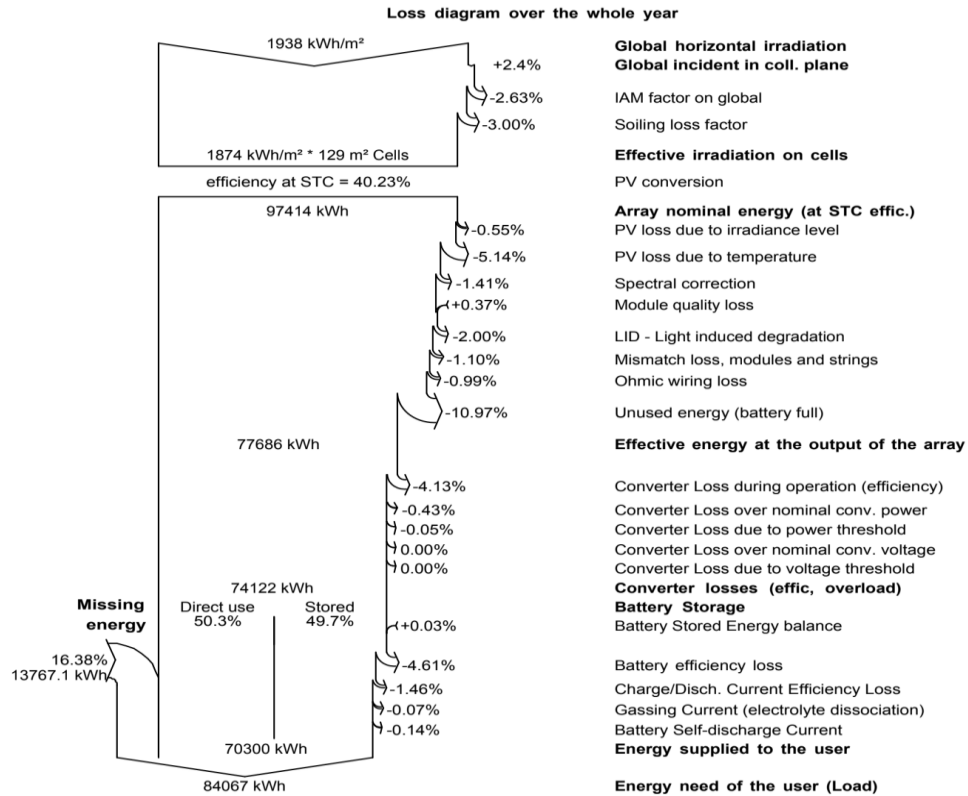 Loss diagram over the whole year
1938 kWh/m²
Global horizontal irradiation
+2.4%
Global incident in coll. plane
-2.63%
IAM factor on global
-3.00%
Soiling loss factor
1874 kWh/m² * 129 m² Cells
Effective irradiation on cells
efficiency at STC = 40.23%
PV conversion
97414 kWh
Array nominal energy (at STC effic.)
-0.55%
PV loss due to irradiance level
-5.14%
PV loss due to temperature
-1.41%
Spectral correction
+0.37%
Module quality loss
-2.00%
LID - Light induced degradation
-1.10%
Mismatch loss, modules and strings
-0.99%
Ohmic wiring loss
-10.97%
Unused energy (battery full)
77686 kWh
Effective energy at the output of the array
-4.13%
Converter Loss during operation (efficiency)
-0.43%
Converter Loss over nominal conv. power
-0.05%
Converter Loss due to power threshold
0.00%
Converter Loss over nominal conv. voltage
0.00%
Converter Loss due to voltage threshold
74122 kWh
Converter losses (effic, overload)
Missing
energy
Direct use
50.3%
Stored
49.7%
Battery Storage
+0.03%
Battery Stored Energy balance
16.38%
13767.1 kWh
-4.61%
Battery efficiency loss
-1.46%
Charge/Disch. Current Efficiency Loss
-0.07%
Gassing Current (electrolyte dissociation)
-0.14%
Battery Self-discharge Current
70300 kWh
Energy supplied to the user
84067 kWh
Energy need of the user (Load)